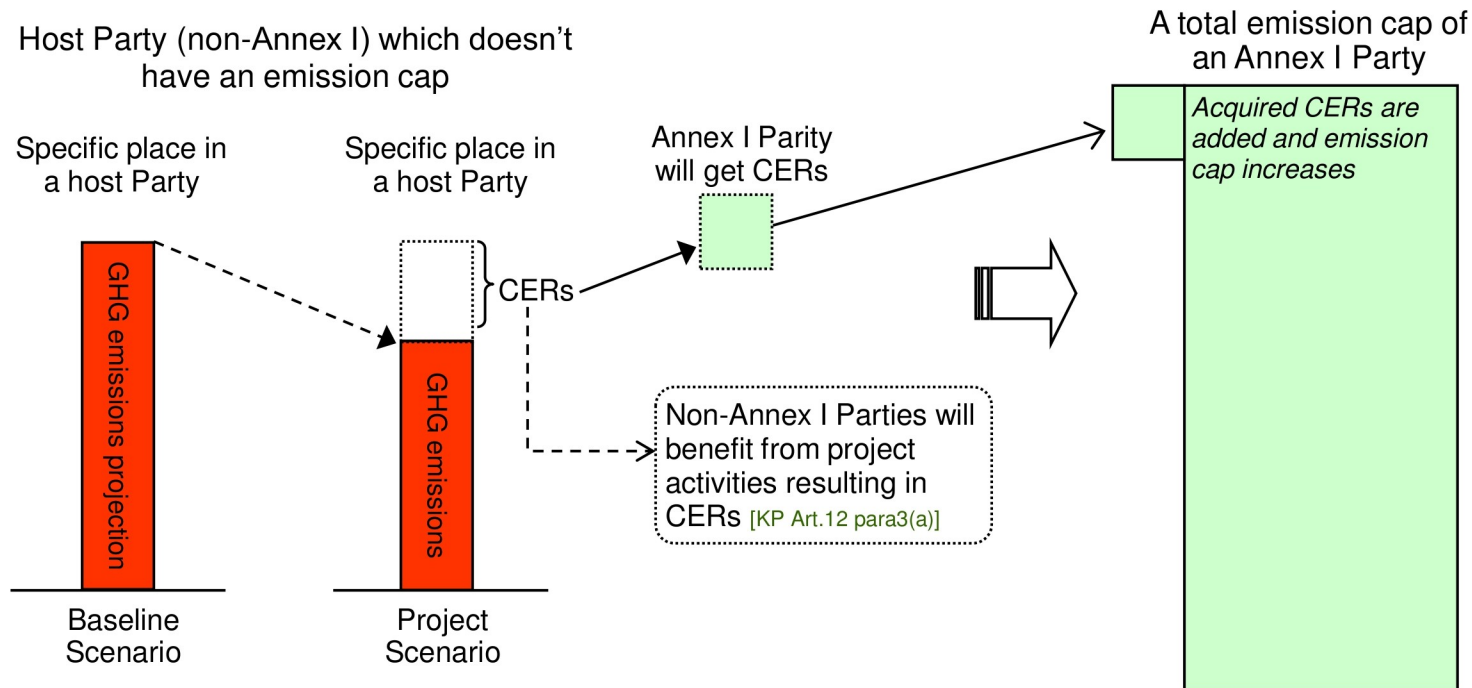 Host Party (non-Annex I) which doesn't
have an emission cap
Specific place in
a host Party
Specific place in
a host Party
GHG emissions projection
GHG emissions
CERs
Baseline
Scenario
Project
Scenario
Annex I Parity
will get CERs
Non-Annex I Parties will
benefit from project
activities resulting in
CERs [KP Art.12 para3(a)]
A total emission cap of
an Annex I Party
Acquired CERs are
added and emission
cap increases